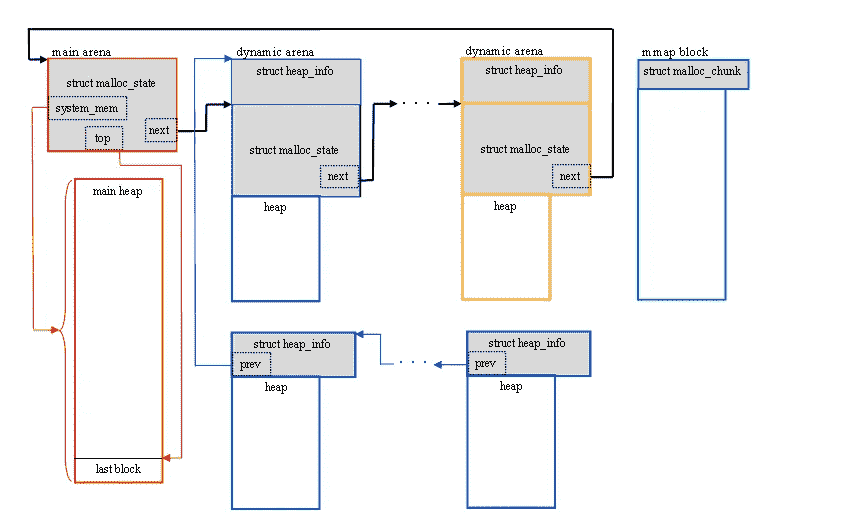 main arena
struct malloc_state
system_mem
next
top
main heap
last block
dynamic arena
struct heap_info
struct malloc_state
next
heap
struct heap_info
prev
heap
dynamic arena
struct heap_info
struct malloc_state
next
heap
struct heap_info
prev
heap
mmap block
struct malloc_chunk